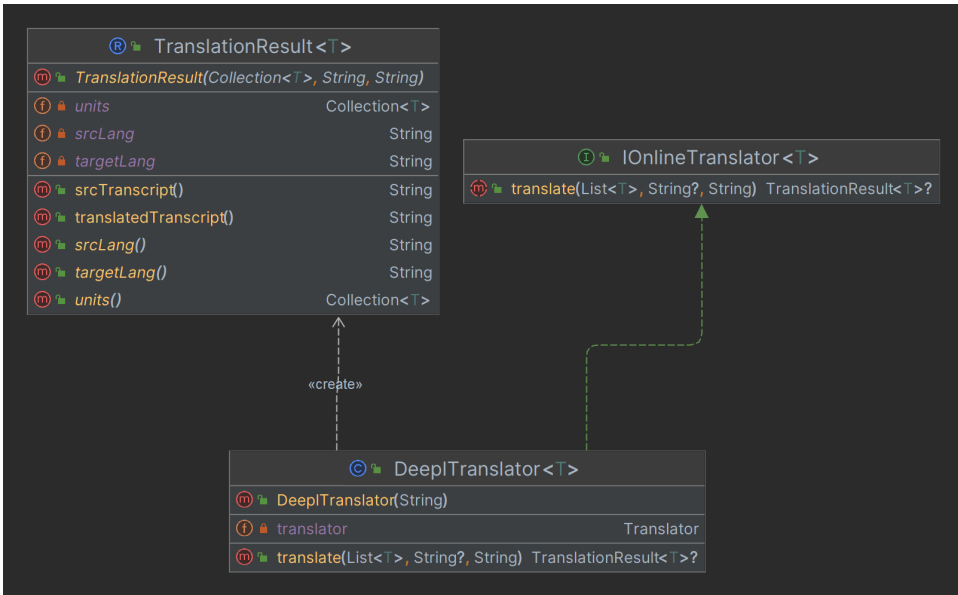 R TranslationResult<T>
m TranslationResult(Collection<T>, String, String)
f units Collection<T>
f srcLang String
f targetLang String
m srcTranscript() String
m translatedTranscript() String
m srcLang() String
m targetLang() String
m units() Collection<T>
I IOnlineTranslator<T>
m translate(List<T>, String?, String) TranslationResult<T>?
«create»
C DeeplTranslator<T>
m DeeplTranslator(String)
f translator Translator
m translate(List<T>, String?, String) TranslationResult<T>?